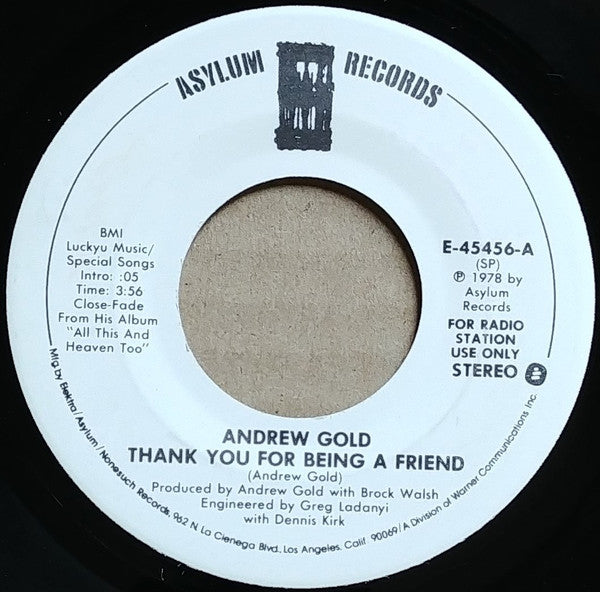 ASYLUM RECORDS
BMI
Luckyu Music/
Special Songs
Intro: :05
Time: 3:56
Close-Fade
From His Album
"All This And
Heaven Too"
E-45456-A
(SP)
℗ 1978 by
Asylum
Records
FOR RADIO
STATION
USE ONLY
STEREO
ANDREW GOLD
THANK YOU FOR BEING A FRIEND
(Andrew Gold)
Produced by Andrew Gold with Brock Walsh
Engineered by Greg Ladanyi
with Dennis Kirk
Mfg by Elektra/Asylum/Nonesuch Records, 962 N. La Cienega Blvd., Los Angeles, Calif. 90069/A Division of Warner Communications Inc.